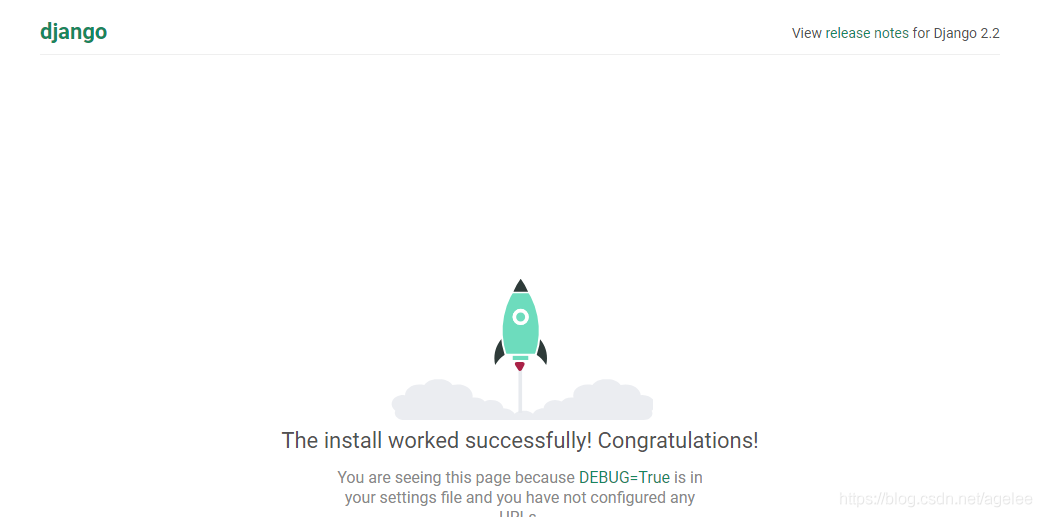 django
View release notes for Django 2.2
The install worked successfully! Congratulations!
You are seeing this page because DEBUG=True is in
your settings file and you have not configured any
URLs.
https://blog.csdn.net/agelee